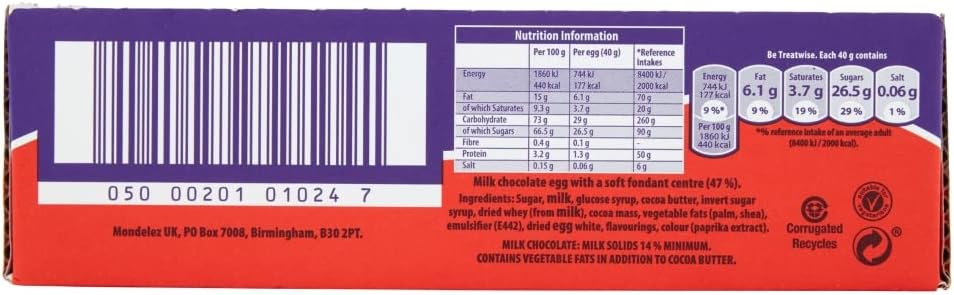 050 00201 01024 7
Mondelez UK, PO Box 7008, Birmingham, B30 2PT.
Nutrition Information
Per 100 g Per egg (40 g) *Reference Intakes
Energy 1860 kJ 744 kJ 8400 kJ /
440 kcal 177 kcal 2000 kcal
Fat 15 g 6.1 g 70 g
of which Saturates 9.3 g 3.7 g 20 g
Carbohydrate 73 g 29 g 260 g
of which Sugars 66.5 g 26.5 g 90 g
Fibre 0.4 g 0.1 g -
Protein 3.2 g 1.3 g 50 g
Salt 0.15 g 0.06 g 6 g
Milk chocolate egg with a soft fondant centre (47 %).
Ingredients: Sugar, milk, glucose syrup, cocoa butter, invert sugar
syrup, dried whey (from milk), cocoa mass, vegetable fats (palm, shea),
emulsifier (E442), dried egg white, flavourings, colour (paprika extract).
MILK CHOCOLATE: MILK SOLIDS 14 % MINIMUM.
CONTAINS VEGETABLE FATS IN ADDITION TO COCOA BUTTER.
Be Treatwise. Each 40 g contains
Energy
744 kJ
177 kcal
9 %*
Per 100 g
1860 kJ
440 kcal
Fat
6.1 g
9 %
Saturates
3.7 g
19 %
Sugars
26.5 g
29 %
Salt
0.06 g
1 %
*% reference intake of an average adult
(8400 kJ / 2000 kcal).
Corrugated
Recycles
suitable for
vegetarians
®